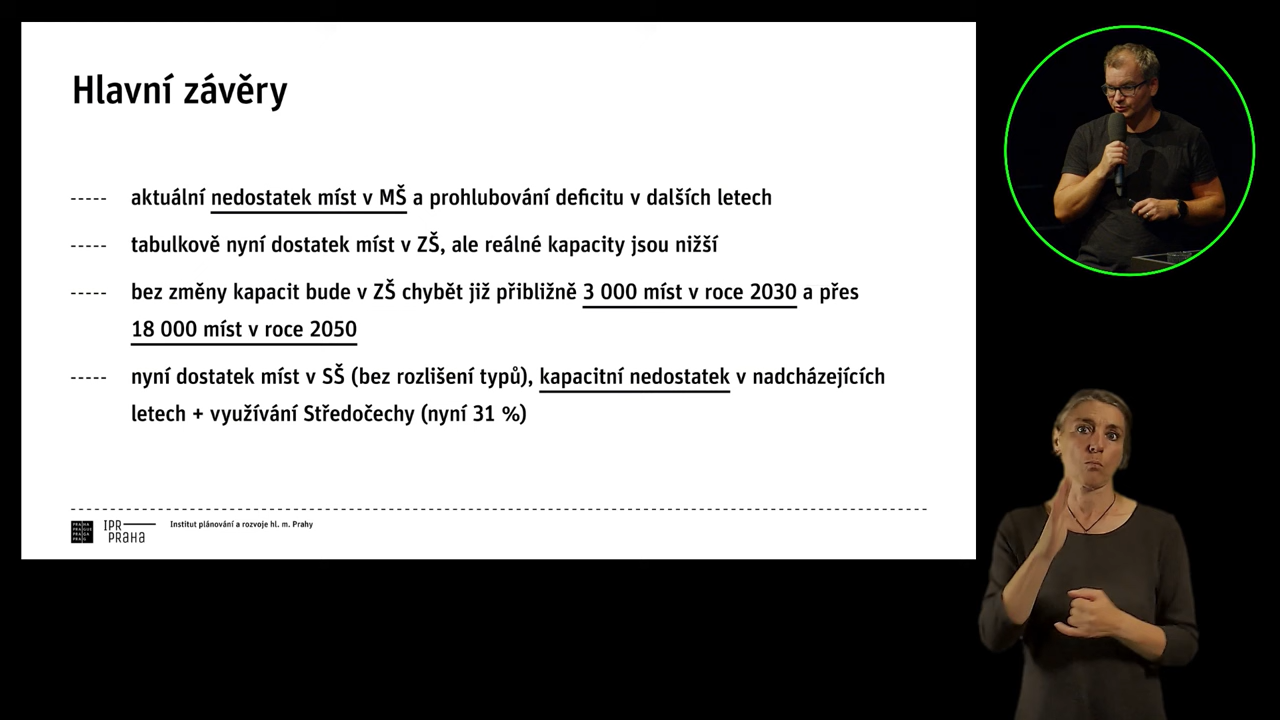 Hlavní závěry
----- aktuální nedostatek míst v MŠ a prohlubování deficitu v dalších letech
----- tabulkově nyní dostatek míst v ZŠ, ale reálné kapacity jsou nižší
----- bez změny kapacit bude v ZŠ chybět již přibližně 3 000 míst v roce 2030 a přes
18 000 míst v roce 2050
----- nyní dostatek míst v SŠ (bez rozlišení typů), kapacitní nedostatek v nadcházejících
letech + využívání Středočechy (nyní 31 %)
IPR
PRAHA
Institut plánování a rozvoje hl. m. Prahy